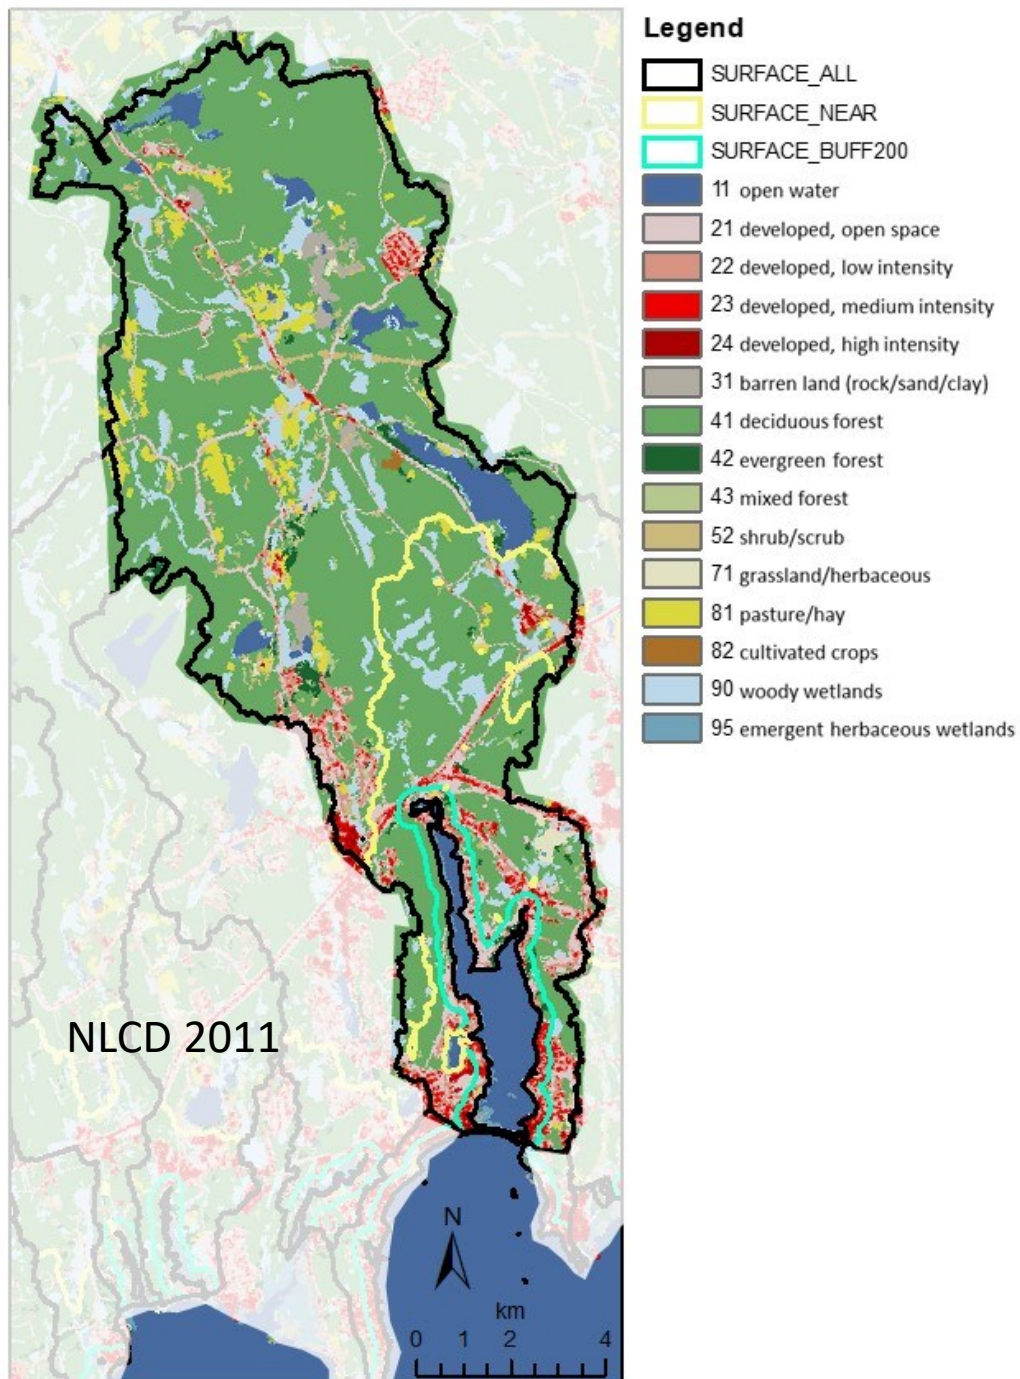 Legend
SURFACE_ALL
SURFACE_NEAR
SURFACE_BUFF200
11 open water
21 developed, open space
22 developed, low intensity
23 developed, medium intensity
24 developed, high intensity
31 barren land (rock/sand/clay)
41 deciduous forest
42 evergreen forest
43 mixed forest
52 shrub/scrub
71 grassland/herbaceous
81 pasture/hay
82 cultivated crops
90 woody wetlands
95 emergent herbaceous wetlands
NLCD 2011
N
km
0 1 2 4